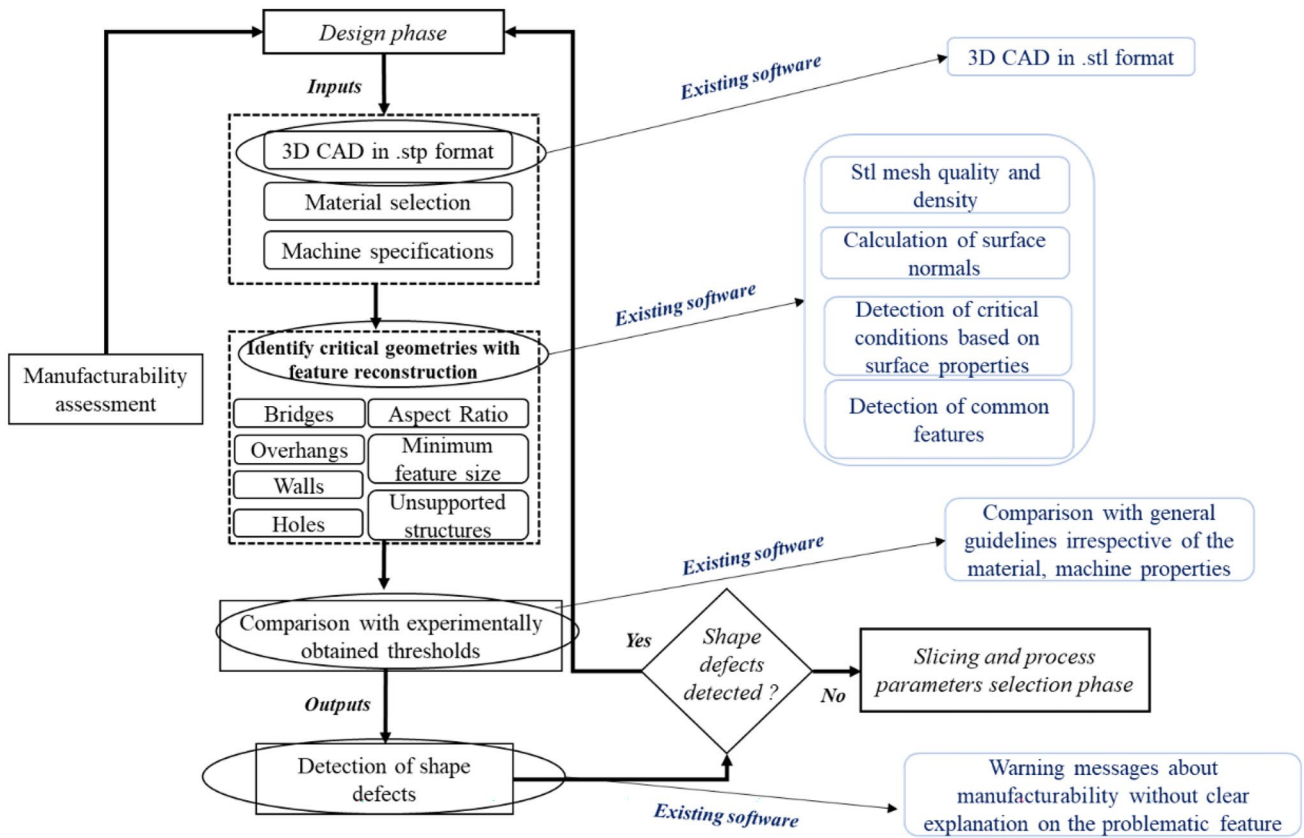 Design phase
Inputs
3D CAD in .stp format
Material selection
Machine specifications
Existing software
3D CAD in .stl format
Identify critical geometries with
feature reconstruction
Bridges
Aspect Ratio
Overhangs
Minimum
feature size
Walls
Holes
Unsupported
structures
Manufacturability
assessment
Existing software
Stl mesh quality and
density
Calculation of surface
normals
Detection of critical
conditions based on
surface properties
Detection of common
features
Comparison with experimentally
obtained thresholds
Existing software
Comparison with general
guidelines irrespective of the
material, machine properties
Outputs
Detection of shape
defects
Yes
Shape
defects
detected ?
No
Slicing and process
parameters selection phase
Existing software
Warning messages about
manufacturability without clear
explanation on the problematic feature